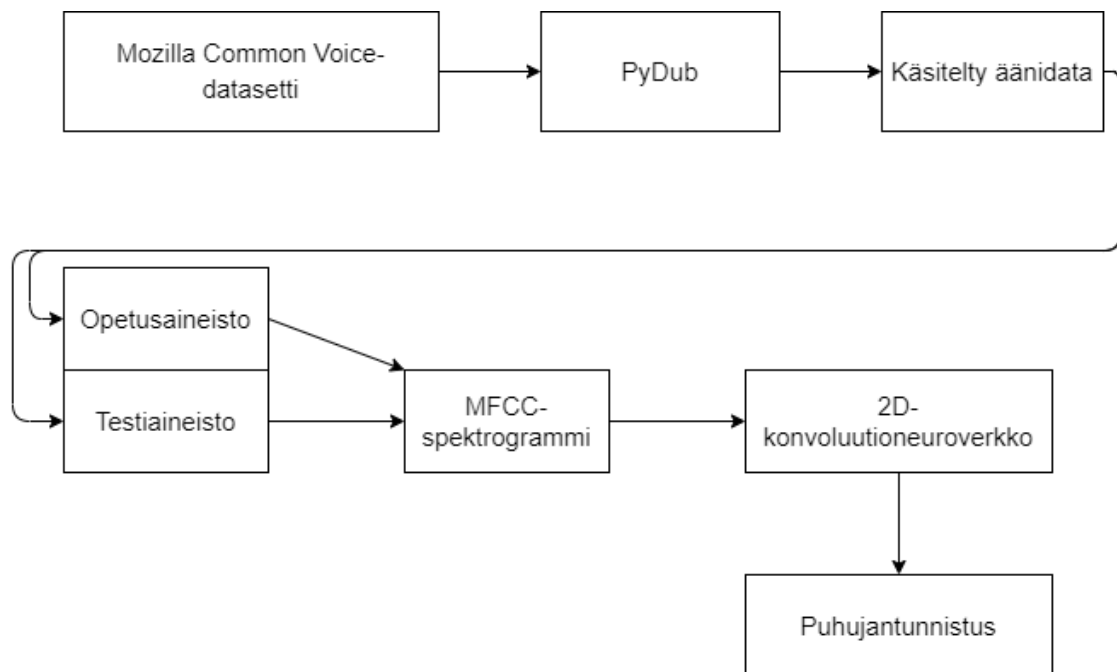 Mozilla Common Voice-
datasetti
PyDub
Käsitelty äänidata
Opetusaineisto
Testiaineisto
MFCC-
spektrogrammi
2D-
konvoluutioneuroverkko
Puhujantunnistus